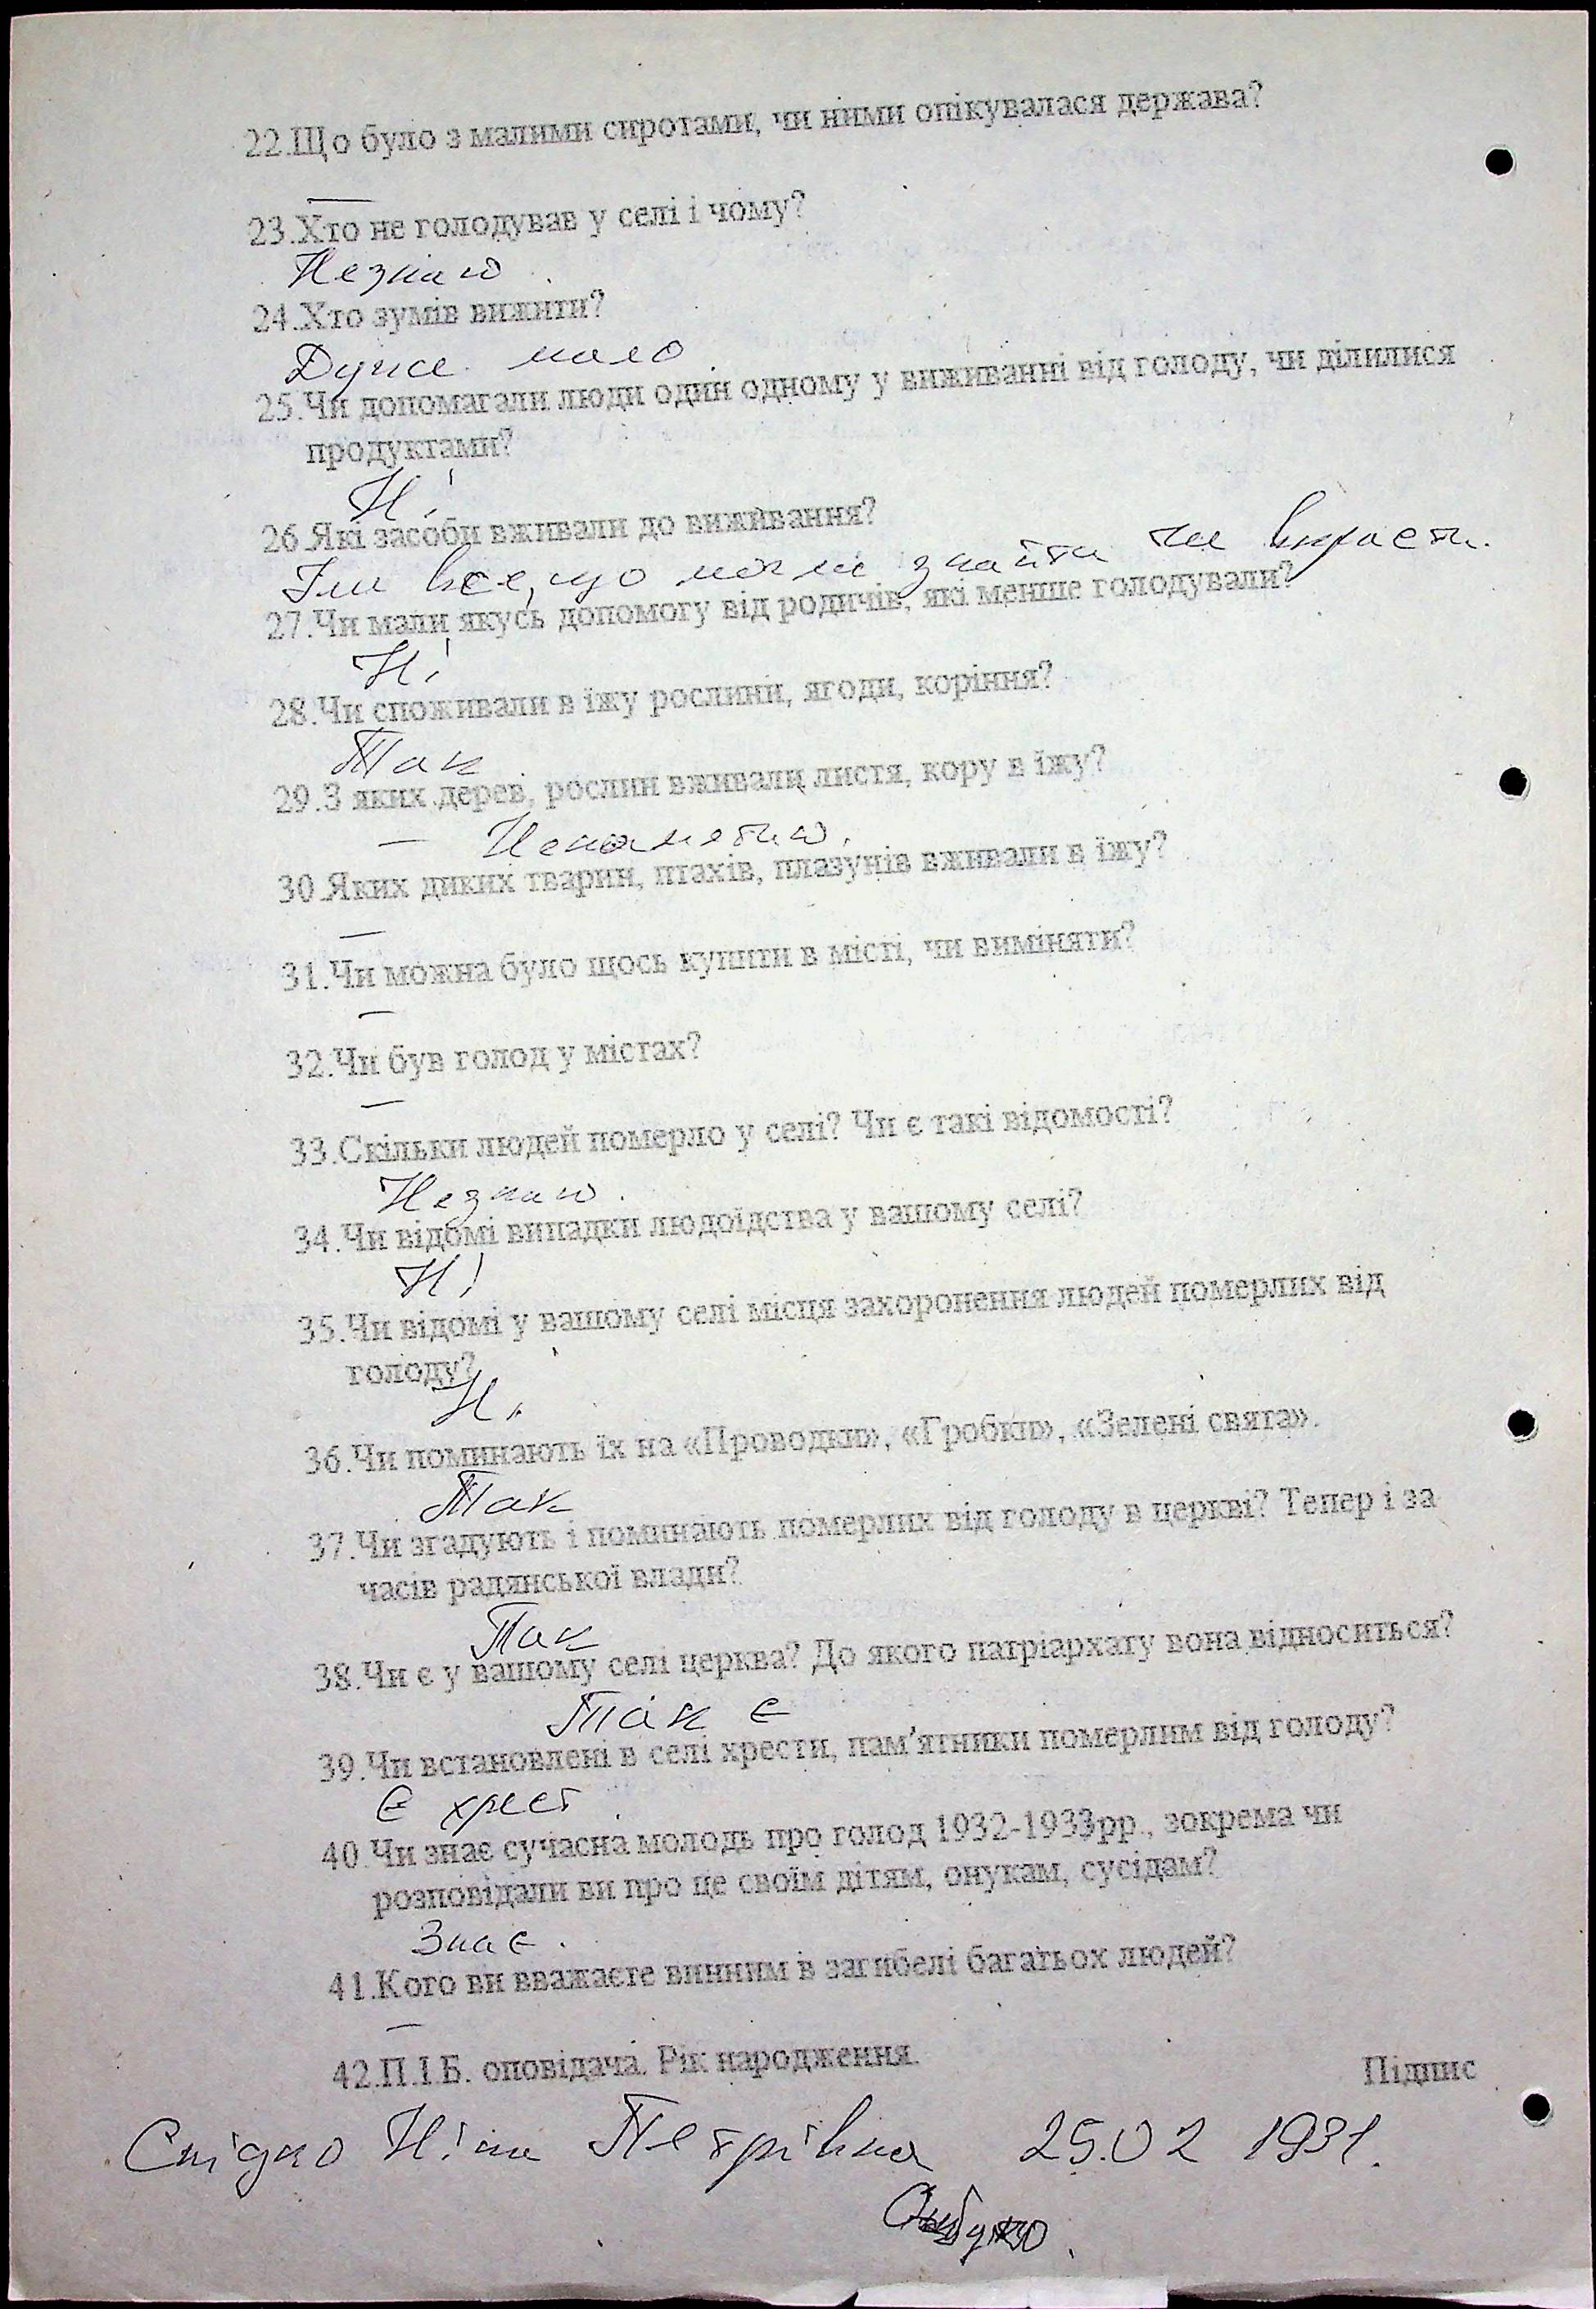 22.Що було з малими сиротами, чи ними опікувалася держава?
—
23.Хто не голодував у селі і чому?
Незнаю
24.Хто зумів вижити?
Дуже мало
25.Чи допомагали люди один одному у виживанні від голоду, чи ділилися
продуктами?
Ні
26.Які засоби вживали до виживання?
Їли все, що могли знайти чи вкрасти.
27.Чи мали якусь допомогу від родичів, які менше голодували?
Ні
28.Чи споживали в їжу рослини, ягоди, коріння?
Так
29.З яких дерев, рослин вживали листя, кору в їжу?
— Непамятаю.
30.Яких диких тварин, птахів, плазунів вживали в їжу?
—
31.Чи можна було щось купити в місті, чи виміняти?
—
32.Чи був голод у містах?
—
33.Скільки людей померло у селі? Чи є такі відомості?
Незнаю.
34.Чи відомі випадки людоїдства у вашому селі?
Ні
35.Чи відомі у вашому селі місця захоронення людей померлих від
голоду?
Ні
36.Чи поминають їх на «Проводки», «Гробки», «Зелені свята».
Так
37.Чи згадують і поминають померлих від голоду в церкві? Тепер і за
часів радянської влади?
Так
38.Чи є у вашому селі церква? До якого патріархату вона відноситься?
Так є
39.Чи встановлені в селі хрести, пам'ятники померлим від голоду?
Є хрест.
40.Чи знає сучасна молодь про голод 1932-1933рр., зокрема чи
розповідали ви про це своїм дітям, онукам, сусідам?
Знає.
41.Кого ви вважаєте винним в загибелі багатьох людей?
—
42.П.І.Б. оповідача. Рік народження. Підпис
Ніна Петрівна 25.02 1931.